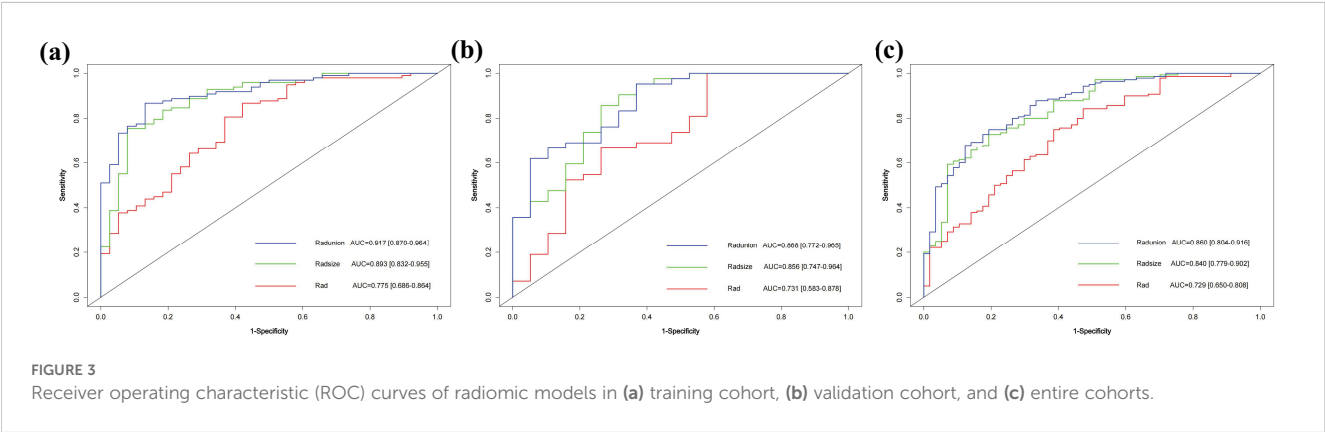 (a)
1.0
0.8
0.6
0.4
0.2
0.0
Sensitivity
Radunion AUC=0.917 [0.870-0.964]
Radsize AUC=0.893 [0.832-0.955]
Rad AUC=0.775 [0.686-0.864]
0.0 0.2 0.4 0.6 0.8 1.0
1-Specificity
(b)
1.0
0.8
0.6
0.4
0.2
0.0
Sensitivity
Radunion AUC=0.868 [0.772-0.965]
Radsize AUC=0.856 [0.747-0.964]
Rad AUC=0.731 [0.583-0.878]
0.0 0.2 0.4 0.6 0.8 1.0
1-Specificity
(c)
1.0
0.8
0.6
0.4
0.2
0.0
Sensitivity
Radunion AUC=0.860 [0.804-0.916]
Radsize AUC=0.840 [0.779-0.902]
Rad AUC=0.729 [0.650-0.808]
0.0 0.2 0.4 0.6 0.8 1.0
1-Specificity
FIGURE 3
Receiver operating characteristic (ROC) curves of radiomic models in (a) training cohort, (b) validation cohort, and (c) entire cohorts.